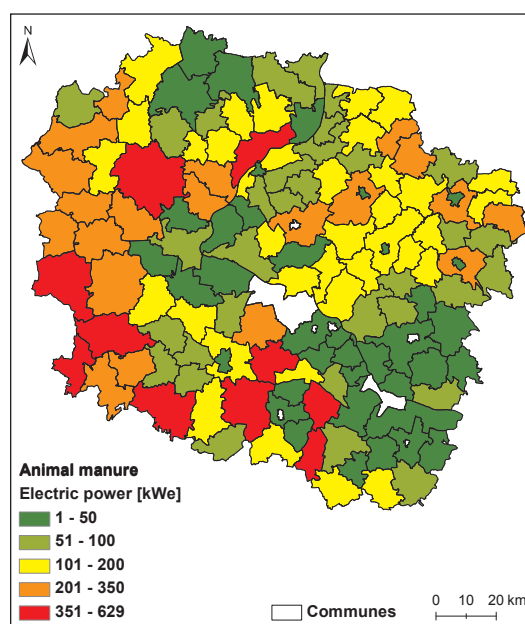 N
Animal manure
Electric power [kWe]
1 - 50
51 - 100
101 - 200
201 - 350
351 - 629
Communes
0 10 20 km